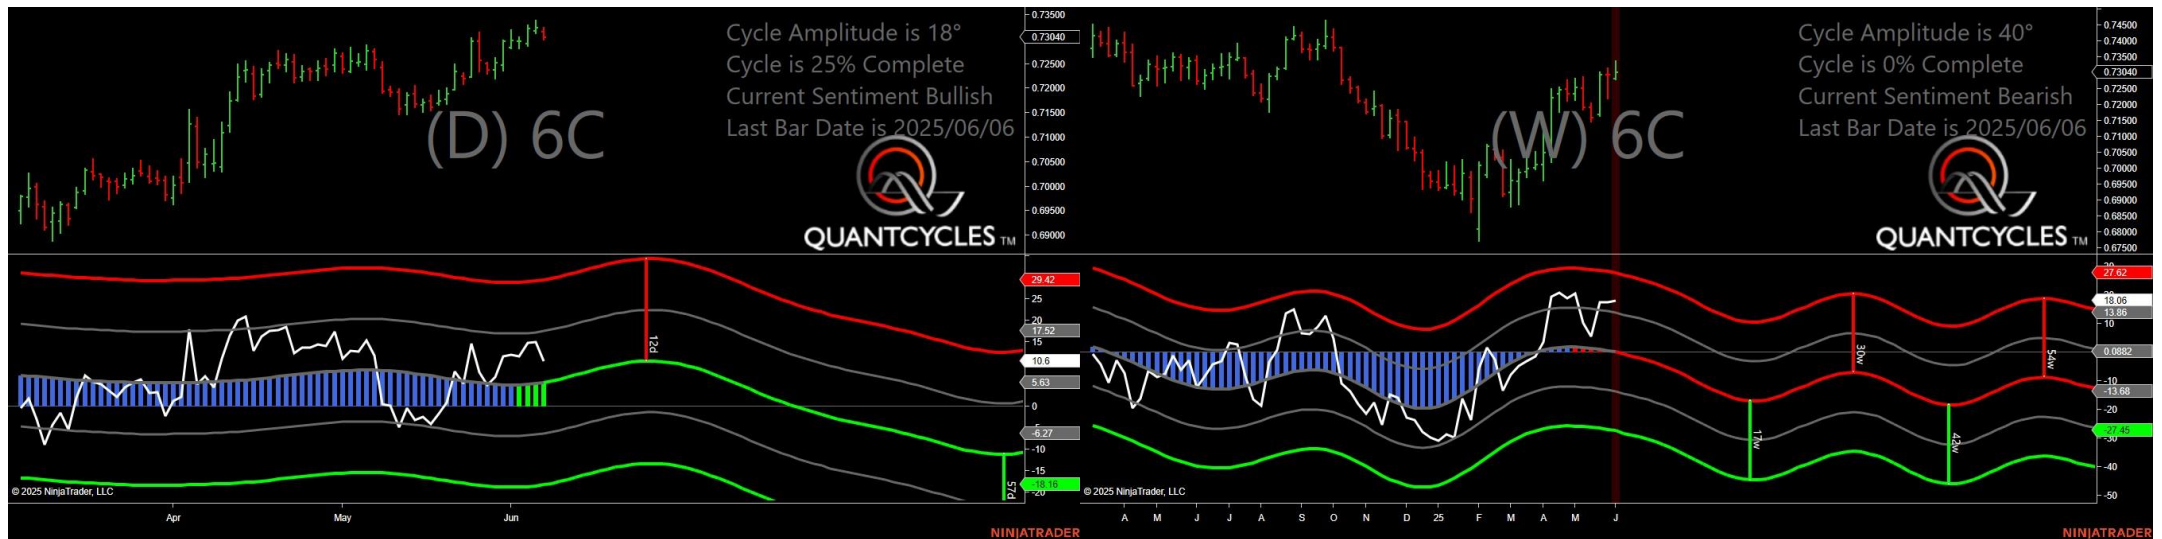 Cycle Amplitude is 18°
Cycle is 25% Complete
Current Sentiment Bullish
Last Bar Date is 2025/06/06
(D) 6C
QUANTCYCLES TM
0.73500
0.73040
0.72500
0.72000
0.71500
0.71000
0.70500
0.70000
0.69500
0.69000
12d
57d
29.42
25
20
17.52
15
10.6
5.63
0
-6.27
-10
-15
-18.16
-20
© 2025 NinjaTrader, LLC
Apr
May
Jun
NINJATRADER
Cycle Amplitude is 40°
Cycle is 0% Complete
Current Sentiment Bearish
Last Bar Date is 2025/06/06
(W) 6C
QUANTCYCLES TM
0.74500
0.74000
0.73500
0.73040
0.72500
0.72000
0.71500
0.71000
0.70500
0.70000
0.69500
0.69000
0.68500
0.68000
0.67500
17w
30w
42w
54w
27.62
18.06
13.86
10
0.0882
-10
-13.68
-20
-27.45
-30
-40
-50
© 2025 NinjaTrader, LLC
A M J J A S O N D 25 F M A M J
NINJATRADER